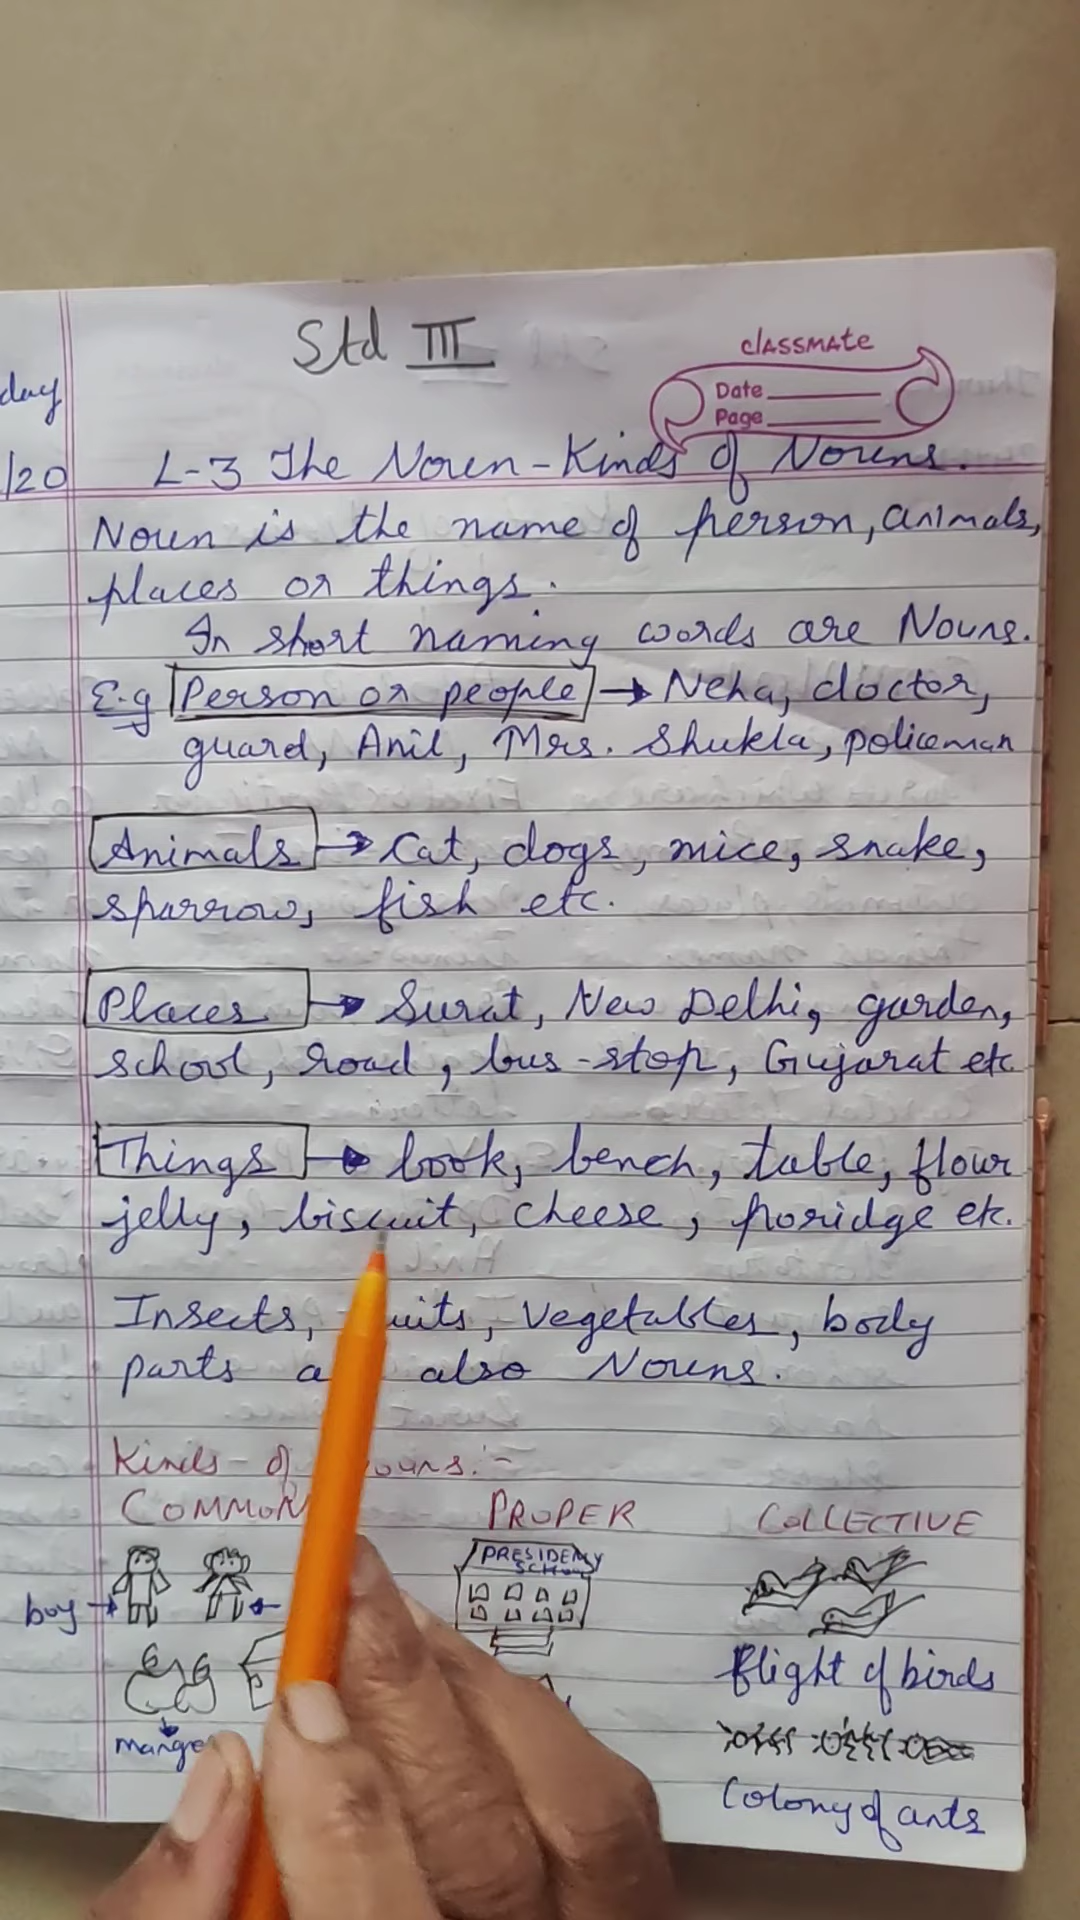 Std III
classmate
Date
Page
day
/20
L-3 The Noun-Kinds of Nouns.
Noun is the name of person, animals,
places or things.
In short naming words are Nouns.
E.g Person or people → Neha, doctor,
guard, Anil, Mrs. Shukla, policeman
Animals → Cat, dogs, mice, snake,
sparrow, fish etc.
Places → Surat, New Delhi, garden,
school, road, bus-stop, Gujarat etc
Things → book, bench, table, flour
jelly, biscuit, cheese, poridge etc.
Insects, uits, Vegetables, body
parts a also Nouns.
Kinds - of ouns:-
COMMON PROPER COLLECTIVE
PRESIDENCY
SCHOOL
boy →
Flight of birds
mango
Colony of ants